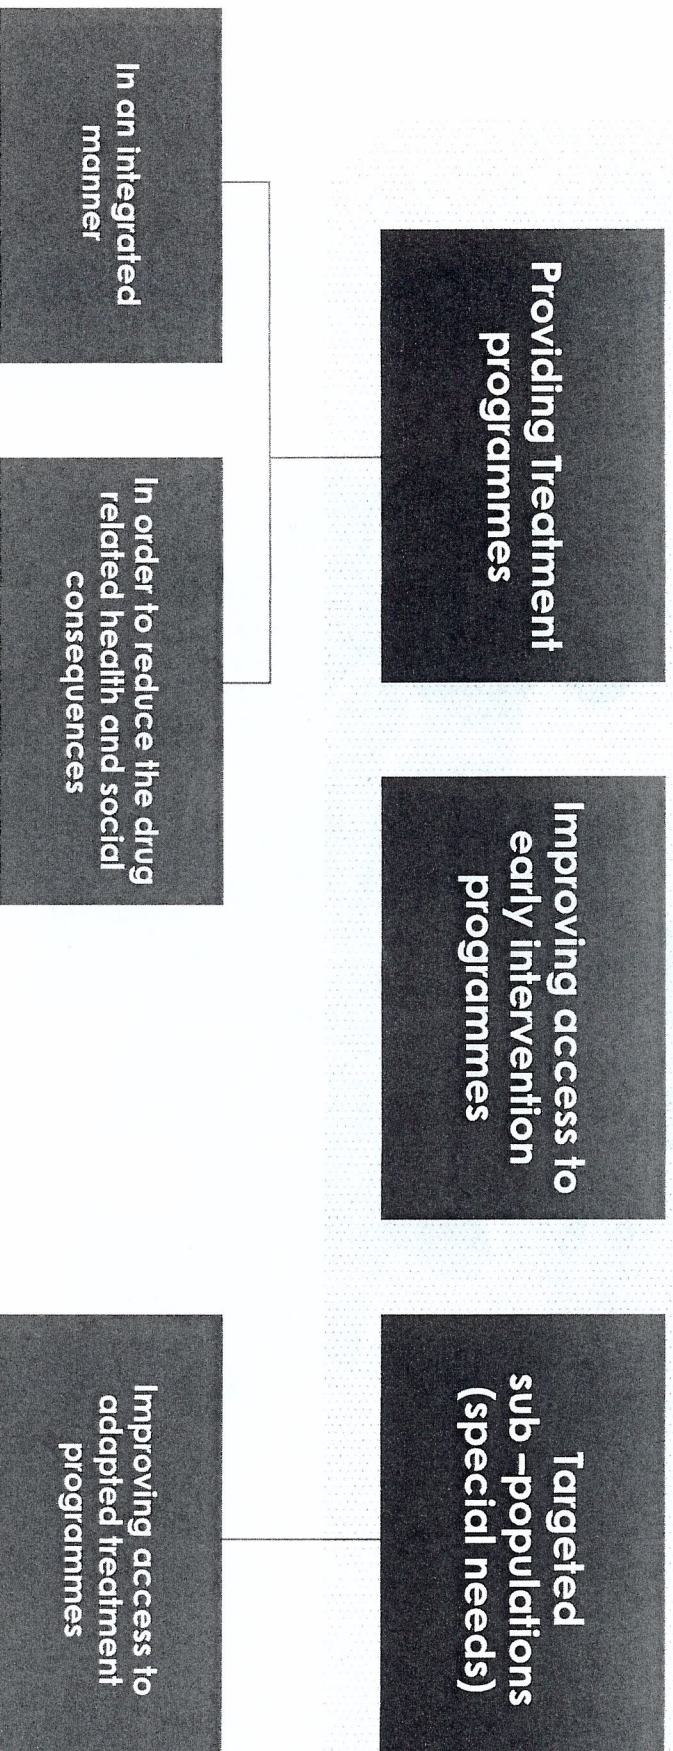 Providing Treatment
programmes
Improving access to
early intervention
programmes
Targeted
sub –populations
(special needs)
In an integrated
manner
In order to reduce the drug
related health and social
consequences
Improving access to
adapted treatment
programmes